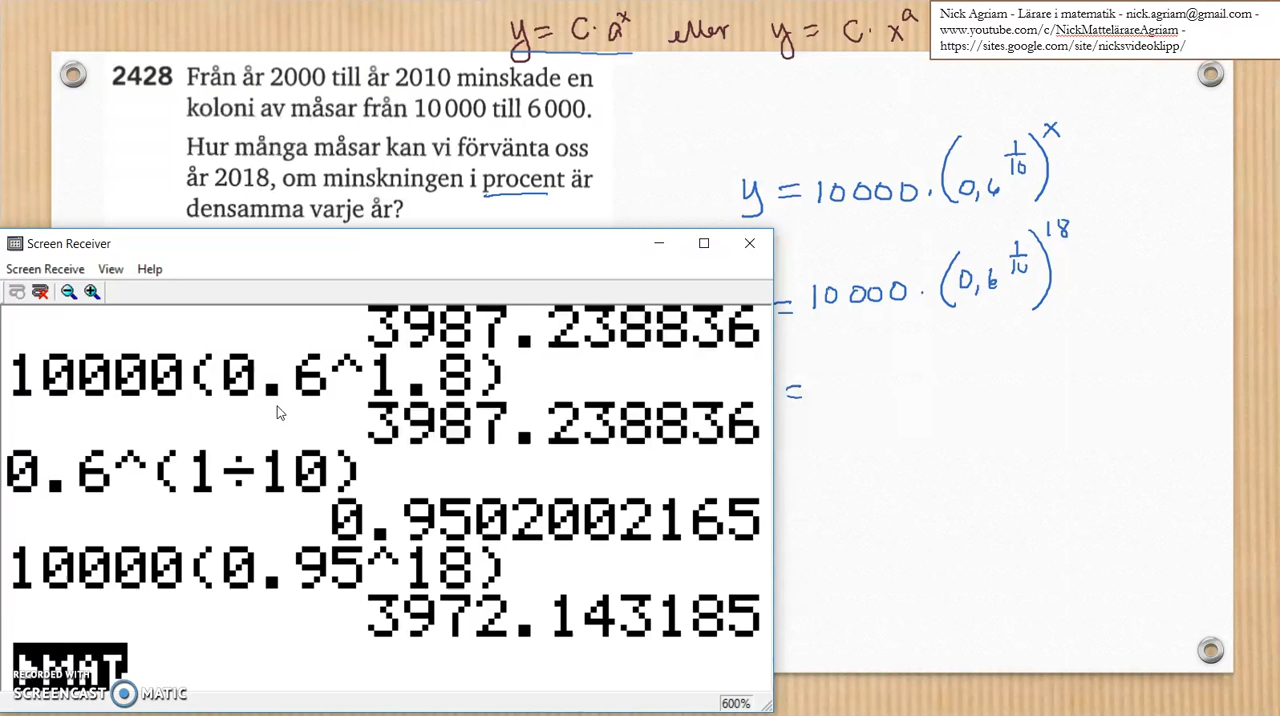 y = C · a^x eller y = C · x^a
Nick Agriam - Lärare i matematik - nick.agriam@gmail.com -
www.youtube.com/c/NickMattelärareAgriam -
https://sites.google.com/site/nicksvideoklipp/
2428 Från år 2000 till år 2010 minskade en
koloni av måsar från 10 000 till 6 000.
Hur många måsar kan vi förvänta oss
år 2018, om minskningen i procent är
densamma varje år?
y = 10000 · (0,6^(1/10))^x
= 10 000 · (0,6^(1/10))^18
=
Screen Receiver
Screen Receive View Help
3987.238836
10000(0.6^1.8)
3987.238836
0.6^(1÷10)
0.9502002165
10000(0.95^18)
3972.143185
▶MAT
RECORDED WITH
SCREENCAST MATIC
600%